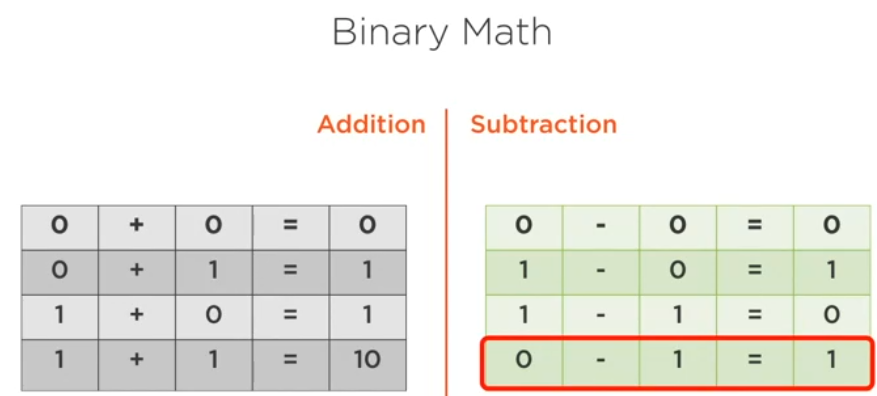 Binary Math
Addition
Subtraction
0 + 0 = 0
0 + 1 = 1
1 + 0 = 1
1 + 1 = 10
0 - 0 = 0
1 - 0 = 1
1 - 1 = 0
0 - 1 = 1